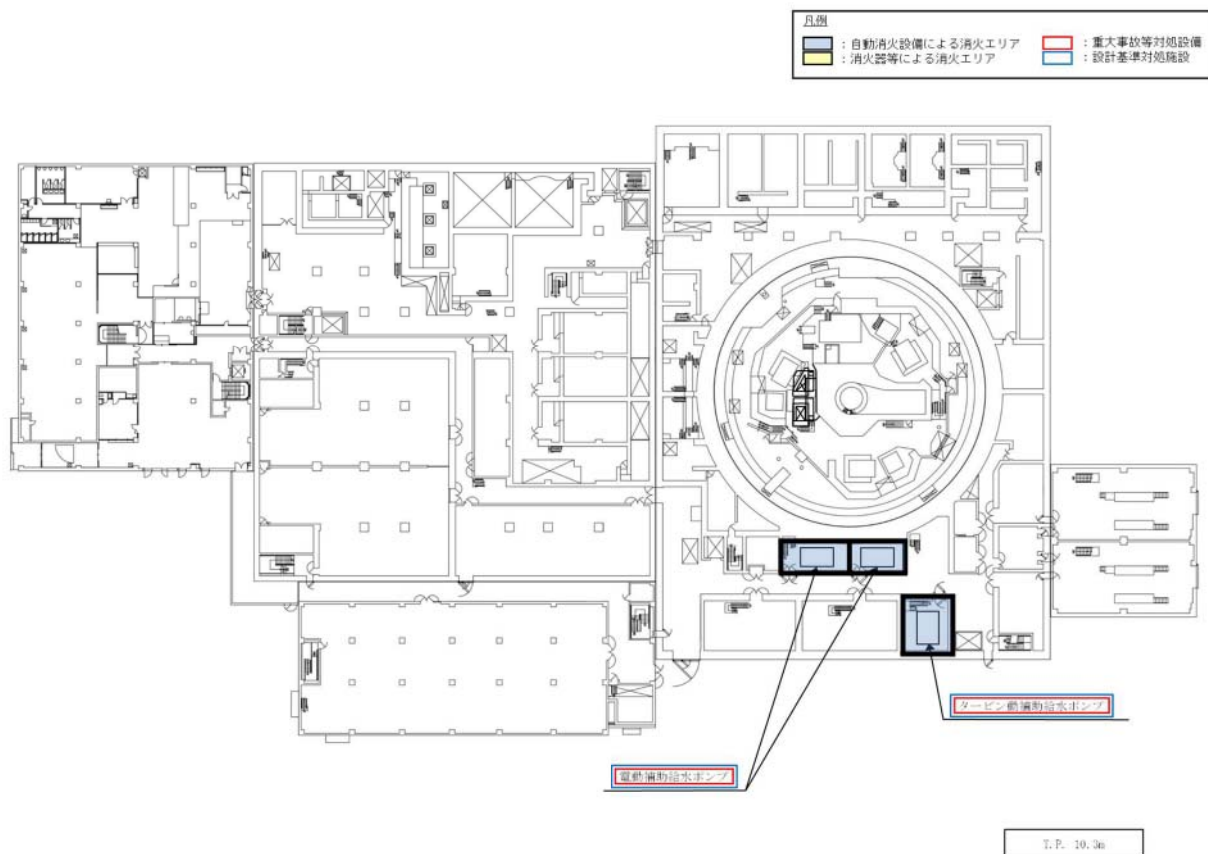 凡例
：自動消火設備による消火エリア
：重大事故等対処設備
：消火器等による消火エリア
：設計基準対処施設
タービン動補助給水ポンプ
電動補助給水ポンプ
T.P. 10.3m